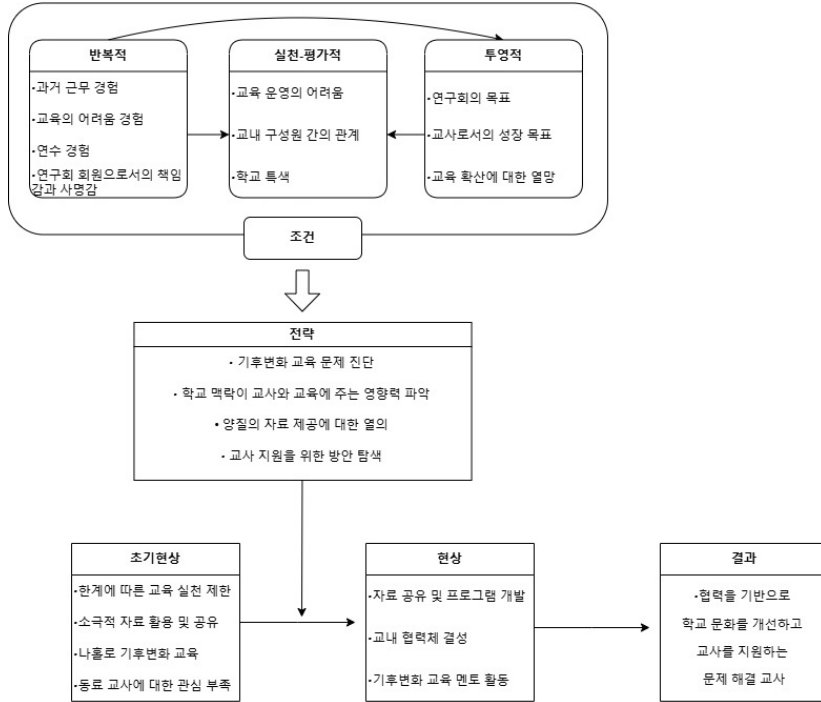 반복적
·과거 근무 경험
·교육의 어려움 경험
·연수 경험
·연구회 회원으로서의 책임
감과 사명감
실천-평가적
·교육 운영의 어려움
·교내 구성원 간의 관계
·학교 특색
투영적
·연구회의 목표
·교사로서의 성장 목표
·교육 확산에 대한 열망
조건
전략
· 기후변화 교육 문제 진단
· 학교 맥락이 교사와 교육에 주는 영향력 파악
• 양질의 자료 제공에 대한 열의
· 교사 지원을 위한 방안 탐색
초기현상
·한계에 따른 교육 실천 제한
·소극적 자료 활용 및 공유
·나홀로 기후변화 교육
·동료 교사에 대한 관심 부족
현상
·자료 공유 및 프로그램 개발
·교내 협력체 결성
·기후변화 교육 멘토 활동
결과
·협력을 기반으로
학교 문화를 개선하고
교사를 지원하는
문제 해결 교사